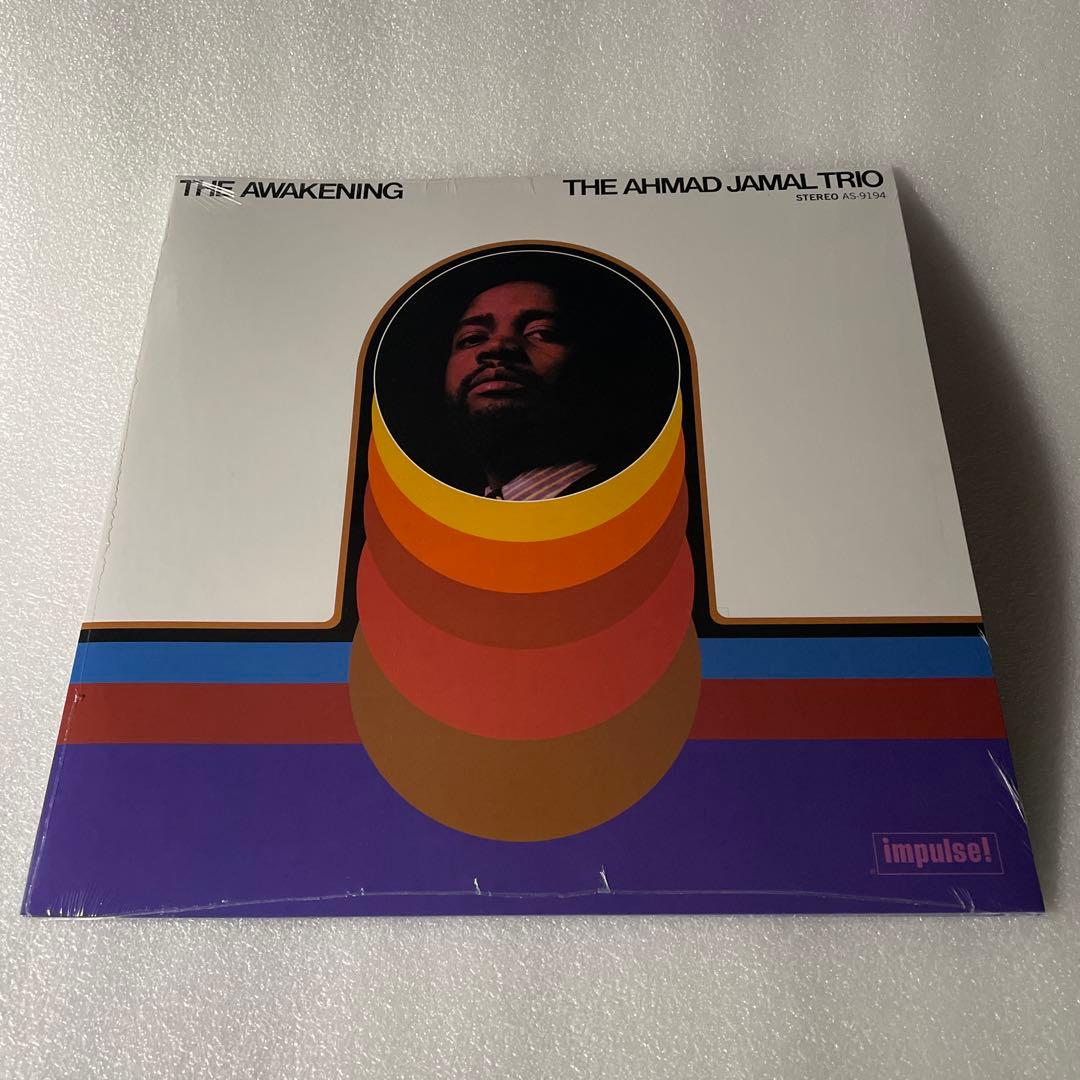 THE AWAKENING
THE AHMAD JAMAL TRIO
STEREO AS-9194
impulse!
®